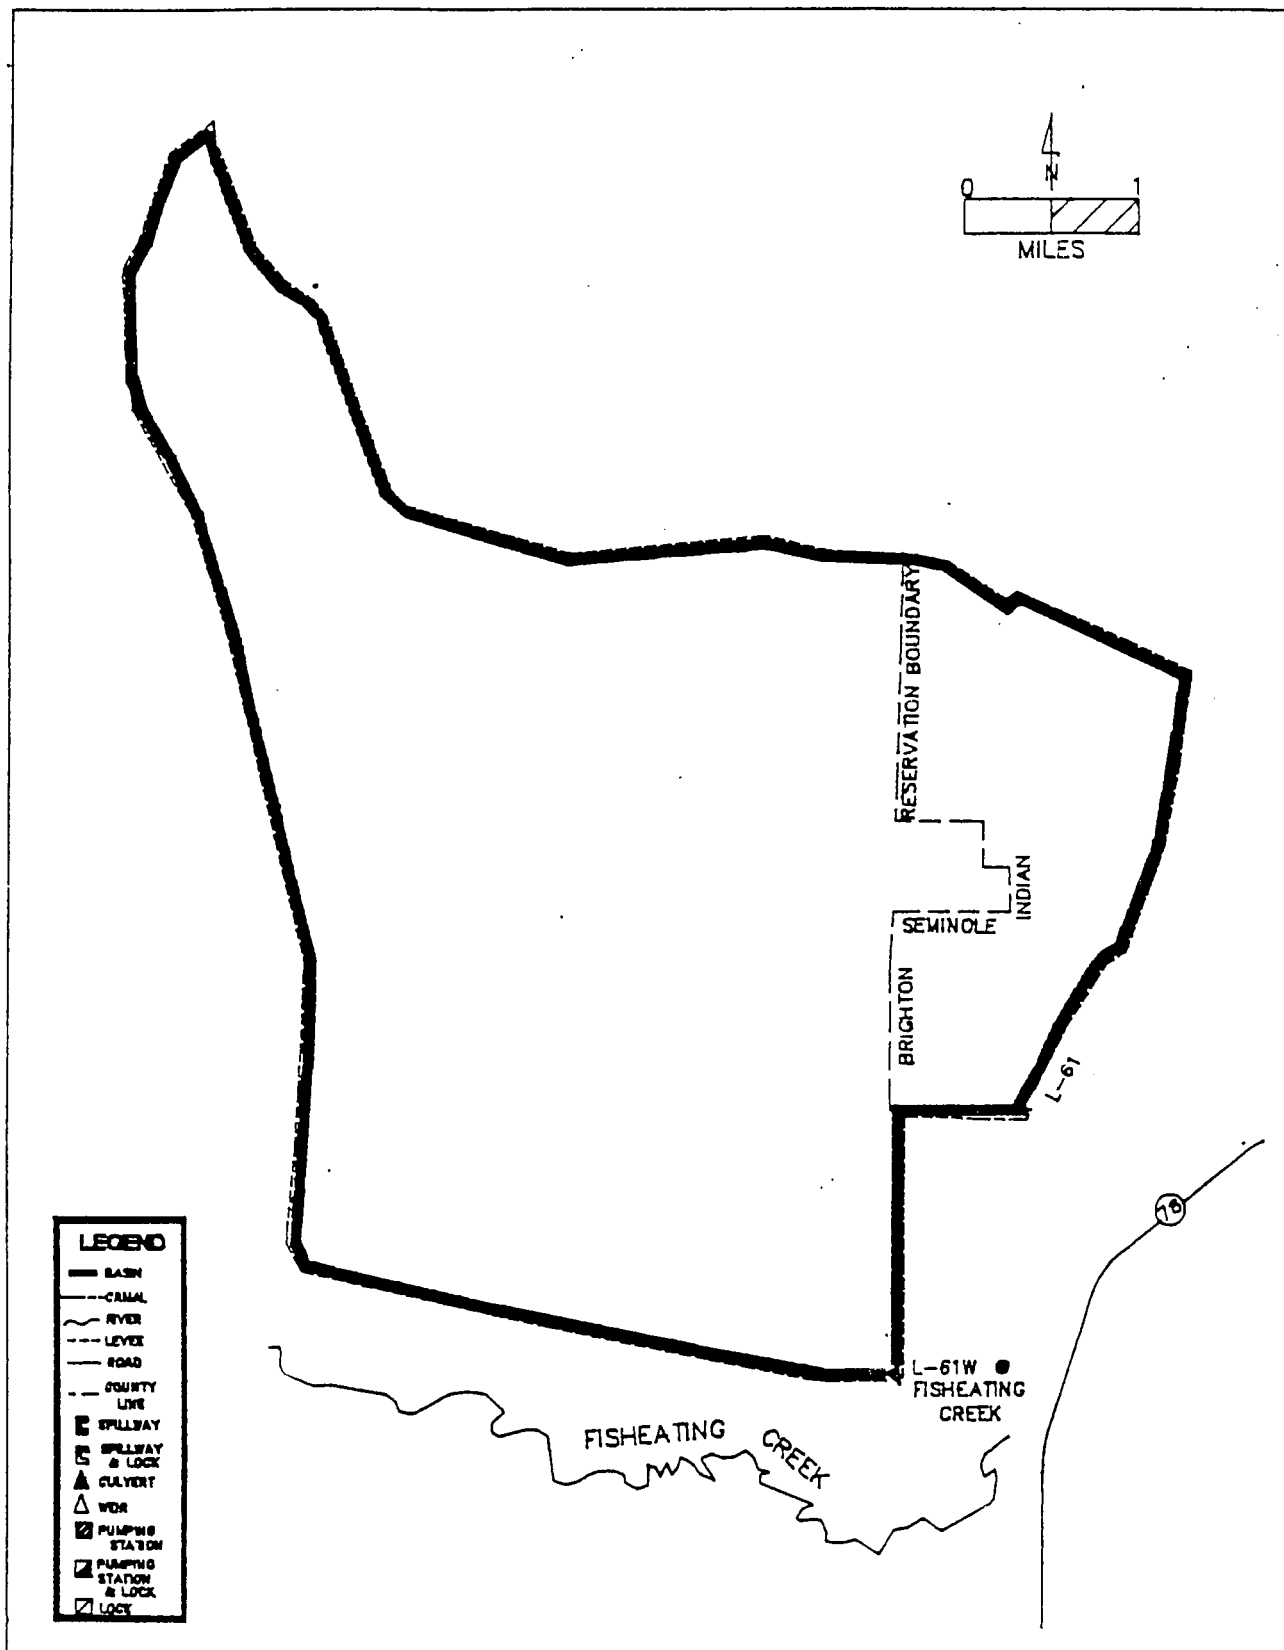 N
0 1
MILES
RESERVATION BOUNDARY
INDIAN
SEMINOLE
BRIGHTON
L-61
78
L-61W @
FISHEATING
CREEK
FISHEATING CREEK
LEGEND
BASIN
CANAL
RIVER
LEVEE
ROAD
COUNTY
LINE
SPILLWAY
SPILLWAY
& LOCK
CULVERT
WEIR
PUMPING
STATION
PUMPING
STATION
& LOCK
LOCK